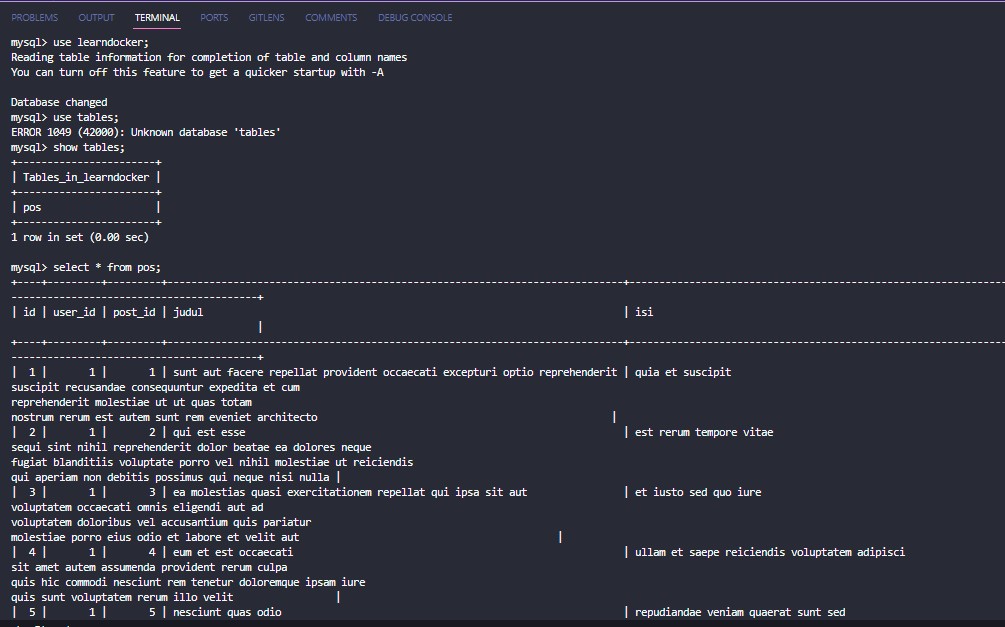 PROBLEMS OUTPUT TERMINAL PORTS GITLENS COMMENTS DEBUG CONSOLE
mysql> use learndocker;
Reading table information for completion of table and column names
You can turn off this feature to get a quicker startup with -A
Database changed
mysql> use tables;
ERROR 1049 (42000): Unknown database 'tables'
mysql> show tables;
+-----------------------+
| Tables_in_learndocker |
+-----------------------+
| pos                   |
+-----------------------+
1 row in set (0.00 sec)
mysql> select * from pos;
+----+---------+---------+----------------------------------------------------------------------------+---------------------------------------------------------------
-----------------------------------------+
| id | user_id | post_id | judul                                                                      | isi
                                         |
+----+---------+---------+----------------------------------------------------------------------------+---------------------------------------------------------------
-----------------------------------------+
|  1 |       1 |       1 | sunt aut facere repellat provident occaecati excepturi optio reprehenderit | quia et suscipit
suscipit recusandae consequuntur expedita et cum
reprehenderit molestiae ut ut quas totam
nostrum rerum est autem sunt rem eveniet architecto                                                 |
|  2 |       1 |       2 | qui est esse                                                               | est rerum tempore vitae
sequi sint nihil reprehenderit dolor beatae ea dolores neque
fugiat blanditiis voluptate porro vel nihil molestiae ut reiciendis
qui aperiam non debitis possimus qui neque nisi nulla |
|  3 |       1 |       3 | ea molestias quasi exercitationem repellat qui ipsa sit aut                | et iusto sed quo iure
voluptatem occaecati omnis eligendi aut ad
voluptatem doloribus vel accusantium quis pariatur
molestiae porro eius odio et labore et velit aut                                           |
|  4 |       1 |       4 | eum et est occaecati                                                       | ullam et saepe reiciendis voluptatem adipisci
sit amet autem assumenda provident rerum culpa
quis hic commodi nesciunt rem tenetur doloremque ipsam iure
quis sunt voluptatem rerum illo velit                 |
|  5 |       1 |       5 | nesciunt quas odio                                                         | repudiandae veniam quaerat sunt sed